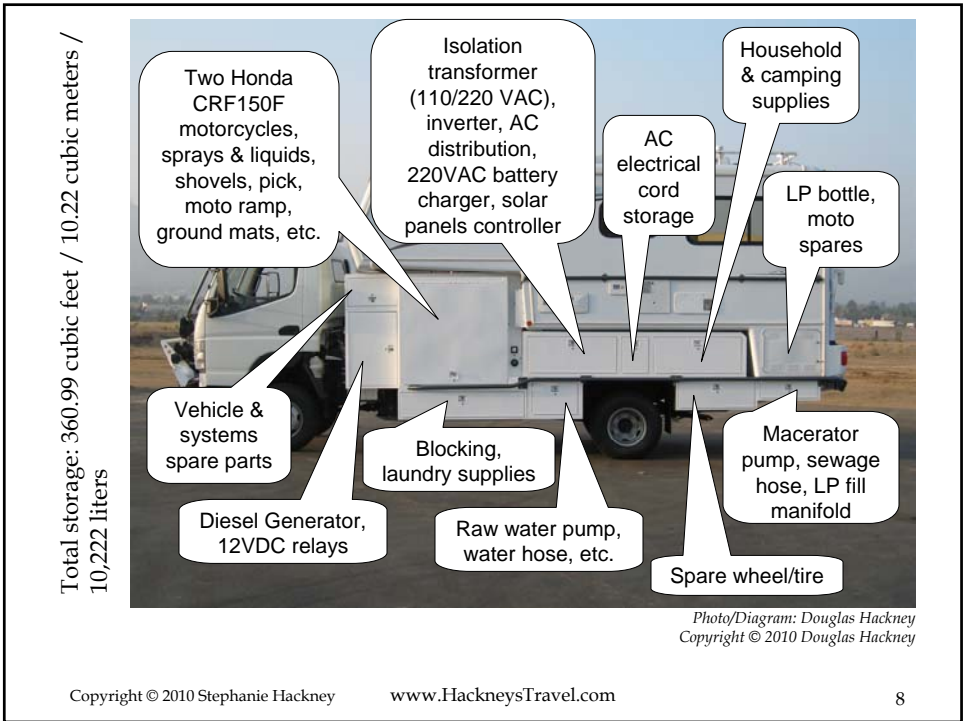 Total storage: 360.99 cubic feet / 10.22 cubic meters /
10,222 liters
Two Honda
CRF150F
motorcycles,
sprays & liquids,
shovels, pick,
moto ramp,
ground mats, etc.
Isolation
transformer
(110/220 VAC),
inverter, AC
distribution,
220VAC battery
charger, solar
panels controller
AC
electrical
cord
storage
Household
& camping
supplies
LP bottle,
moto
spares
Vehicle &
systems
spare parts
Diesel Generator,
12VDC relays
Blocking,
laundry supplies
Raw water pump,
water hose, etc.
Spare wheel/tire
Macerator
pump, sewage
hose, LP fill
manifold
Photo/Diagram: Douglas Hackney
Copyright © 2010 Douglas Hackney
Copyright © 2010 Stephanie Hackney
www.HackneysTravel.com
8